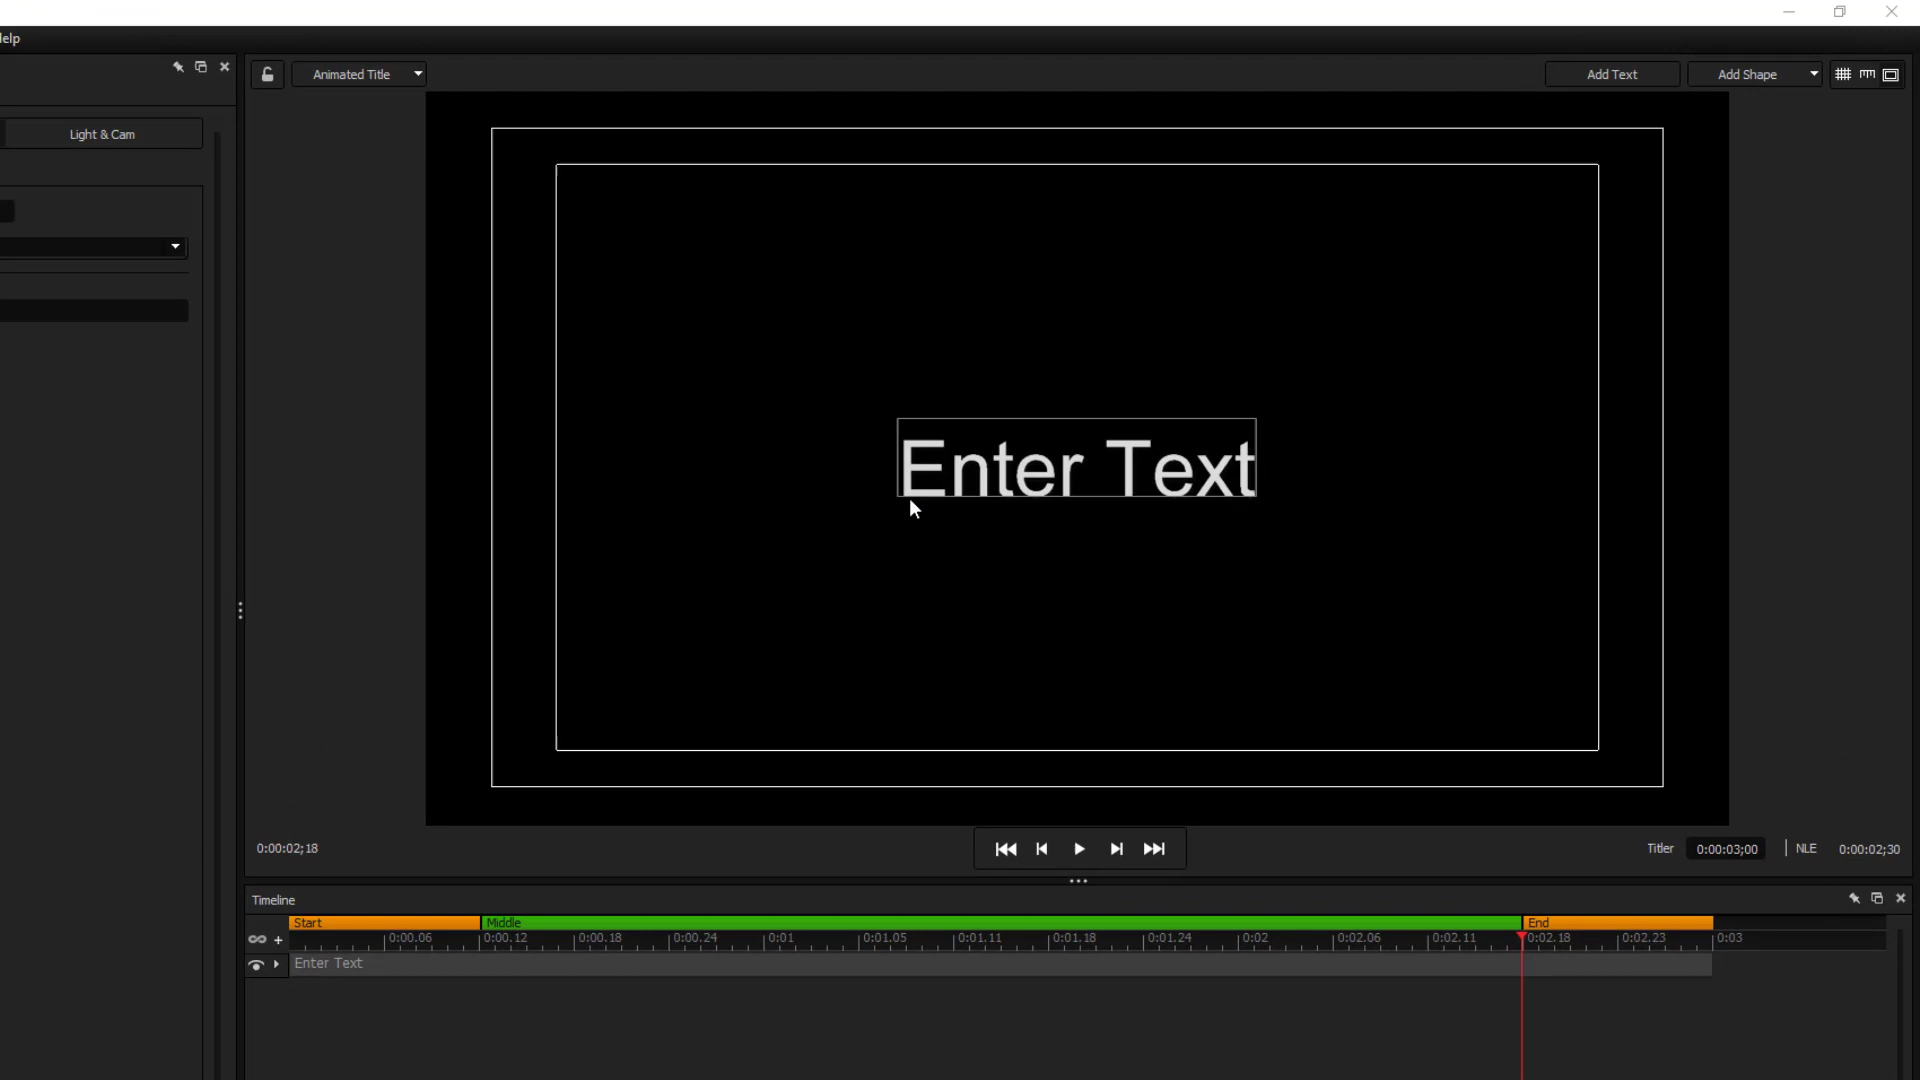 Help
Animated Title
Add Text
Add Shape
Light & Cam
Enter Text
0:00:02;18
Titler
0:00:03;00
NLE
0:00:02;30
Timeline
Start
Middle
End
0:00.06
0:00.12
0:00.18
0:00.24
0:01
0:01.05
0:01.11
0:01.18
0:01.24
0:02
0:02.06
0:02.11
0:02.18
0:02.23
0:03
Enter Text